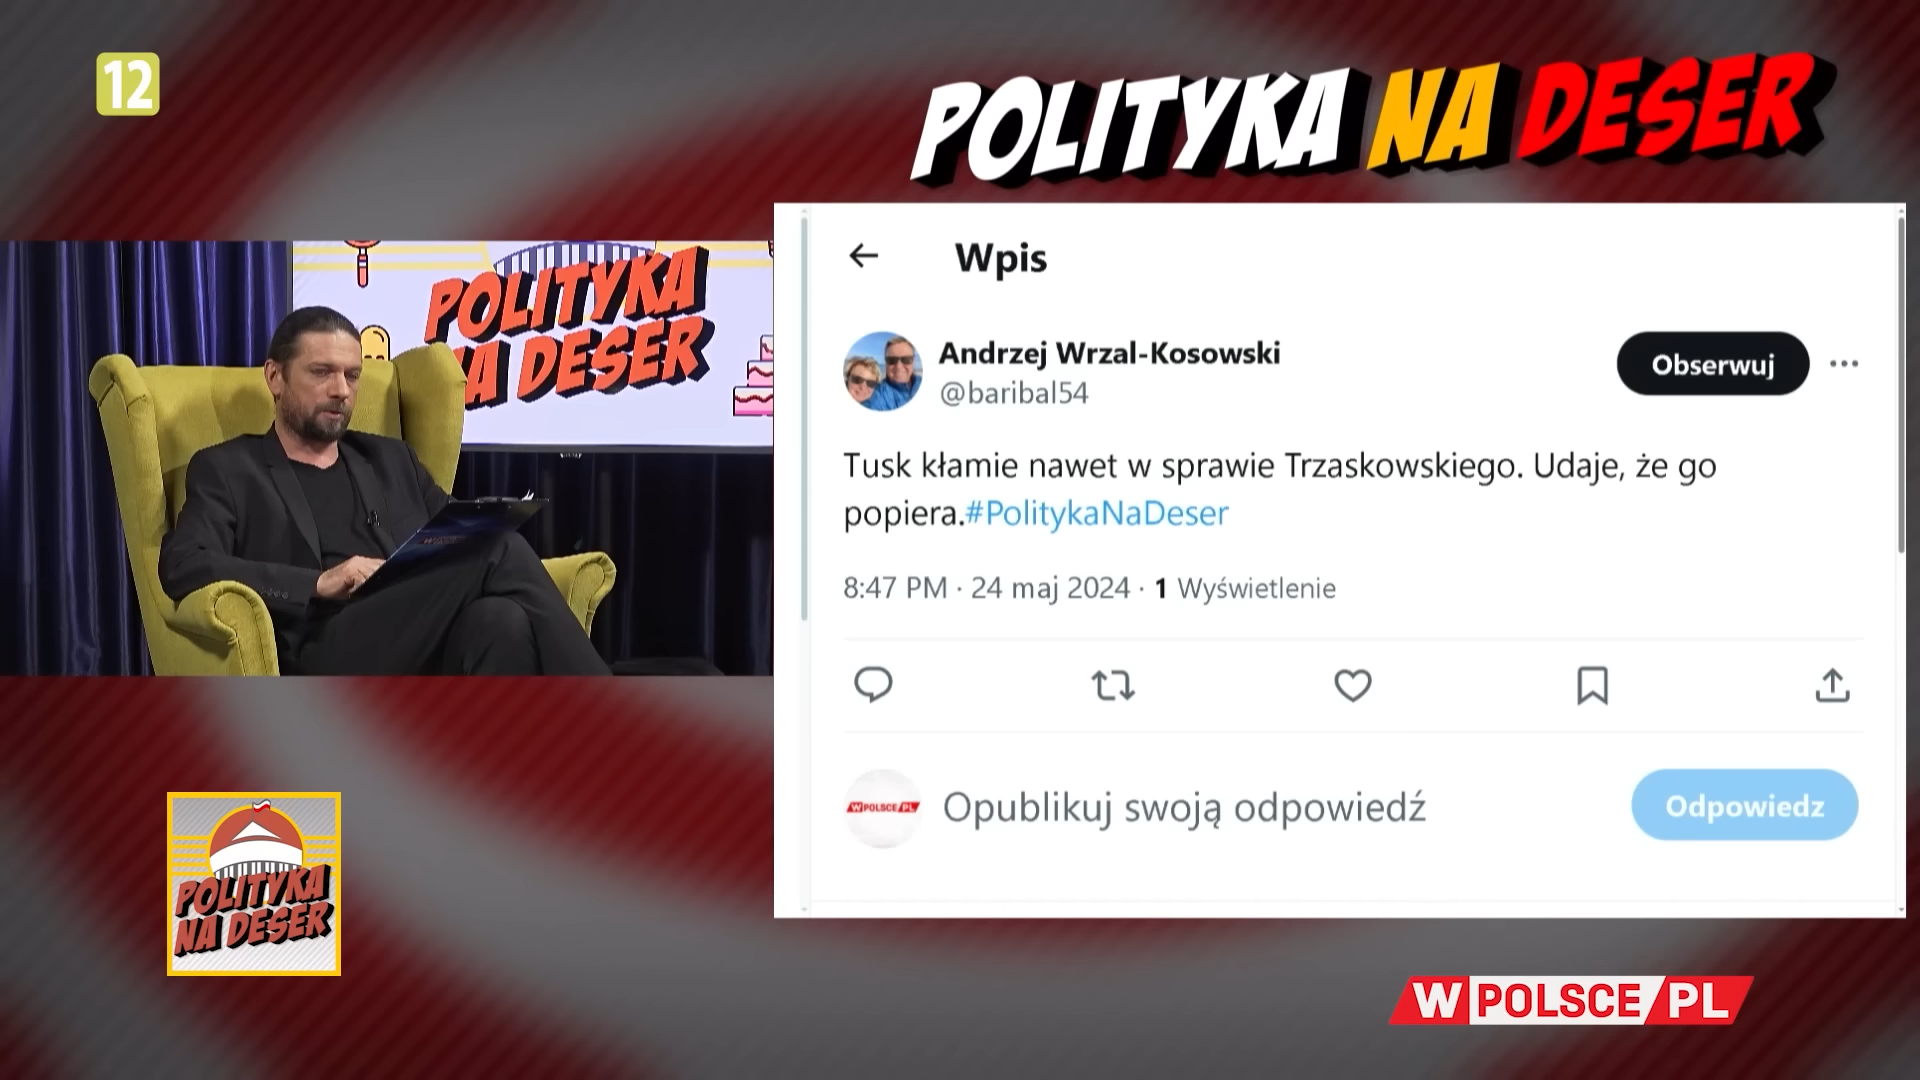 12
POLITYKA NA DESER
POLITYKA
NA DESER
Wpis
Andrzej Wrzal-Kosowski
@baribal54
Obserwuj
Tusk kłamie nawet w sprawie Trzaskowskiego. Udaje, że go
popiera.#PolitykaNaDeser
8:47 PM · 24 maj 2024 · 1 Wyświetlenie
WPOLSCE/PL
Opublikuj swoją odpowiedź
Odpowiedz
POLITYKA
NA DESER
WPOLSCE/PL